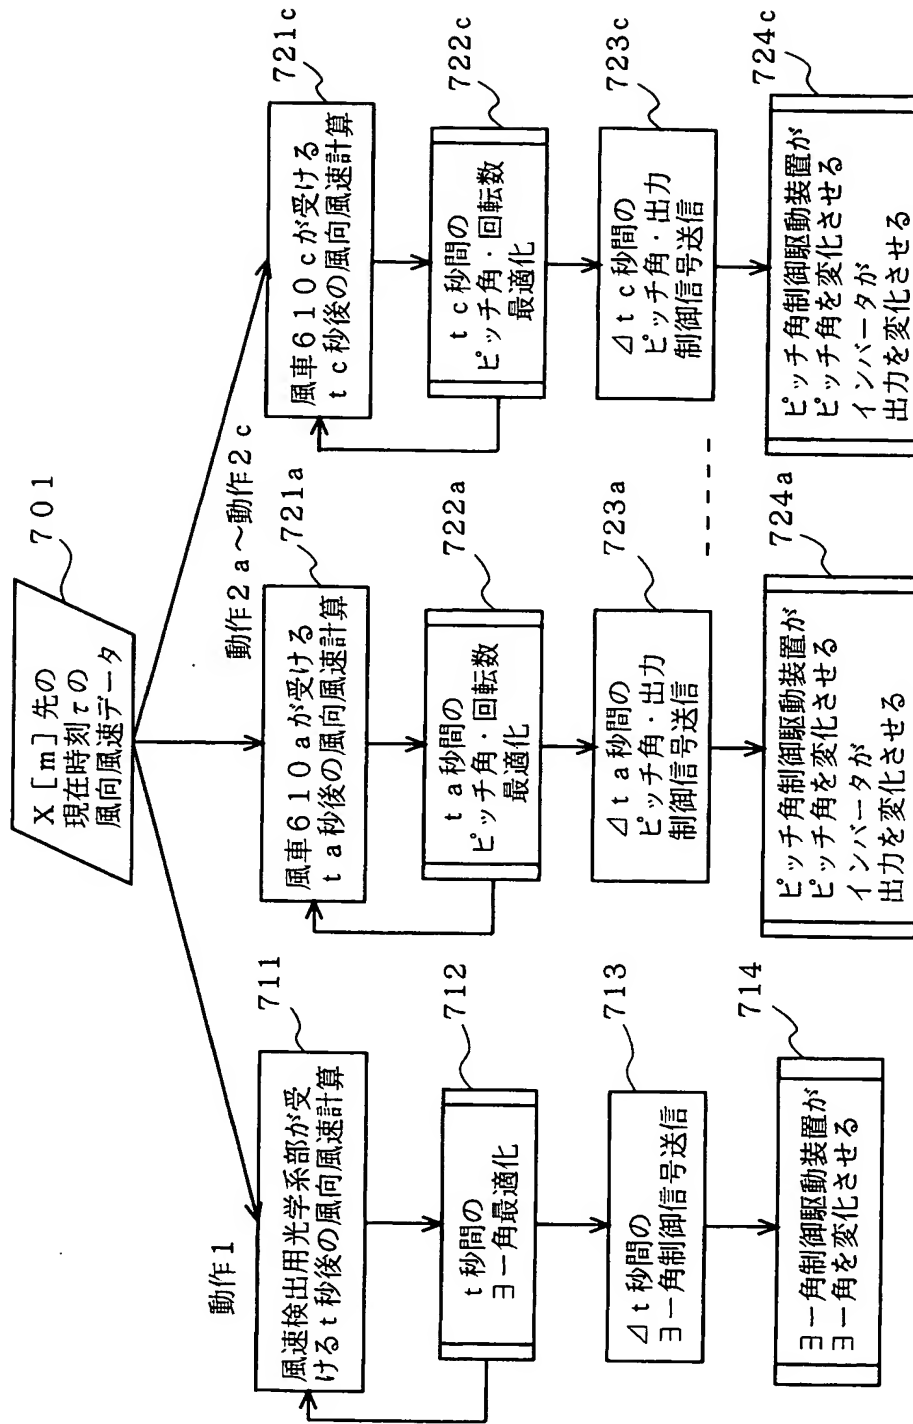 X[m]先の
現在時刻τの
風向風速データ
701
動作1
動作2a～動作2c
風速検出用光学系部が受
けるt秒後の風向風速計算
711
t秒間の
ヨー角最適化
712
Δt秒間の
ヨー角制御信号送信
713
ヨー角制御駆動装置が
ヨー角を変化させる
714
風車610aが受ける
ta秒後の風向風速計算
721a
ta秒間の
ピッチ角・回転数
最適化
722a
Δta秒間の
ピッチ角・出力
制御信号送信
723a
ピッチ角制御駆動装置が
ピッチ角を変化させる
インバータが
出力を変化させる
724a
風車610cが受ける
tc秒後の風向風速計算
721c
tc秒間の
ピッチ角・回転数
最適化
722c
Δtc秒間の
ピッチ角・出力
制御信号送信
723c
ピッチ角制御駆動装置が
ピッチ角を変化させる
インバータが
出力を変化させる
724c